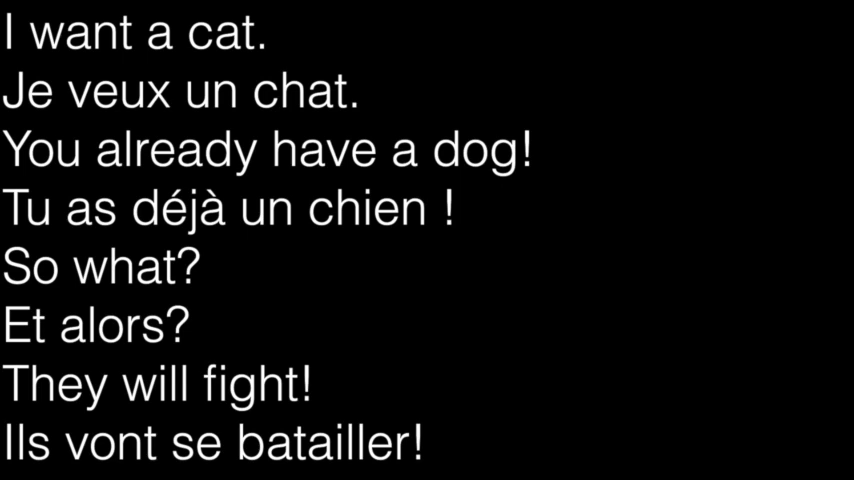 I want a cat.
Je veux un chat.
You already have a dog!
Tu as déjà un chien !
So what?
Et alors?
They will fight!
Ils vont se batailler!